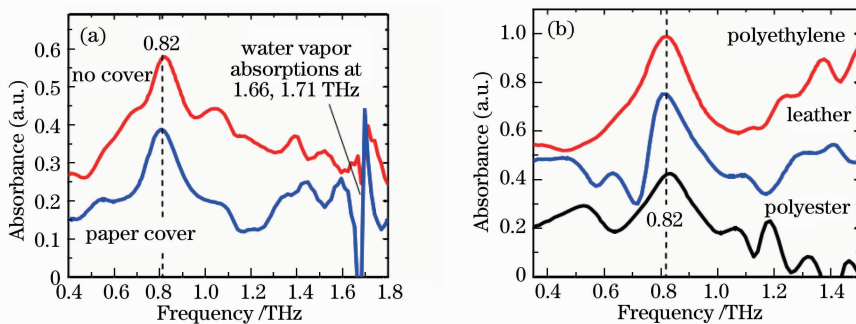 (a)
0.82
no cover
water vapor
absorptions at
1.66, 1.71 THz
paper cover
0.6
0.5
0.4
0.3
0.2
0.1
0
Absorbance (a.u.)
0.4 0.6 0.8 1.0 1.2 1.4 1.6 1.8
Frequency /THz
(b)
polyethylene
leather
polyester
0.82
1.0
0.8
0.6
0.4
0.2
0
Absorbance (a.u.)
0.4 0.6 0.8 1.0 1.2 1.4
Frequency /THz